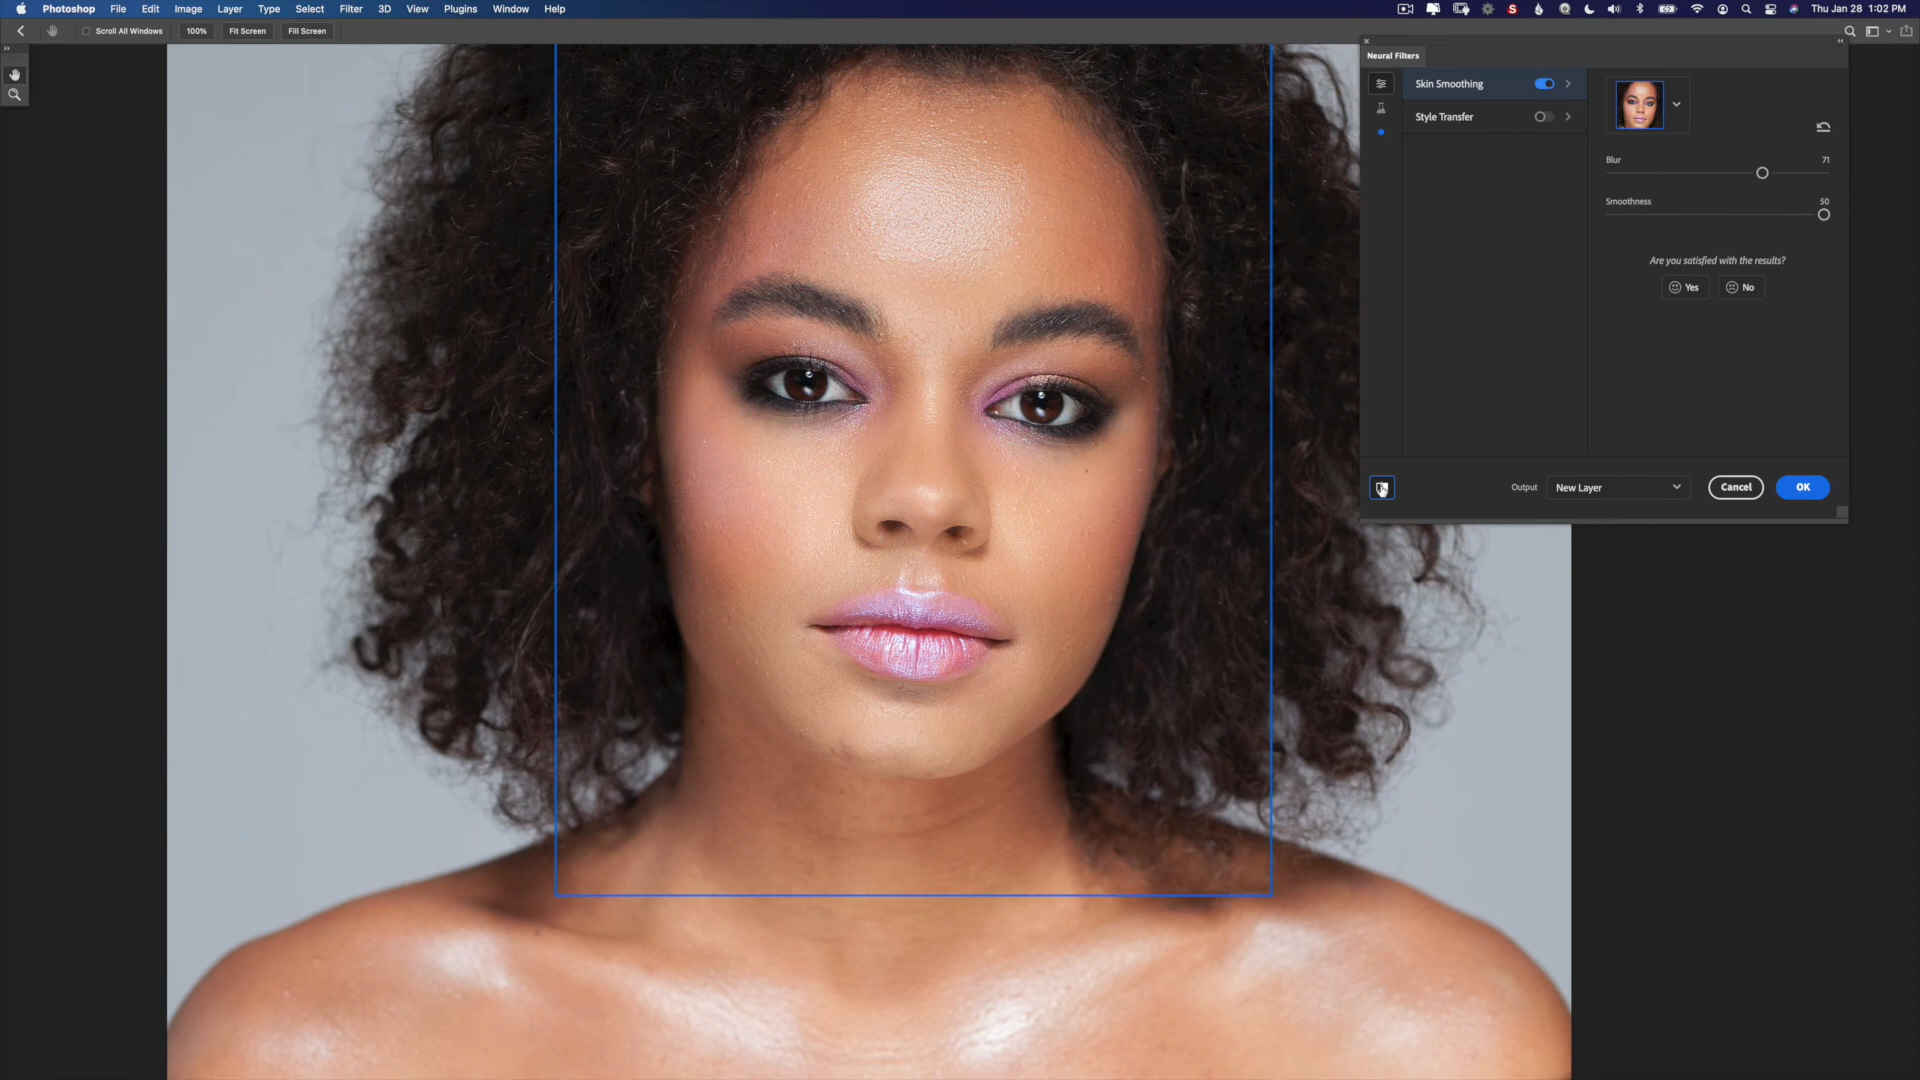 Photoshop File Edit Image Layer Type Select Filter 3D View Plugins Window Help Thu Jan 28 1:02 PM
Scroll All Windows 100% Fit Screen Fill Screen
Neural Filters
Skin Smoothing
Style Transfer
Blur 71
Smoothness 50
Are you satisfied with the results?
Yes No
Output New Layer Cancel OK